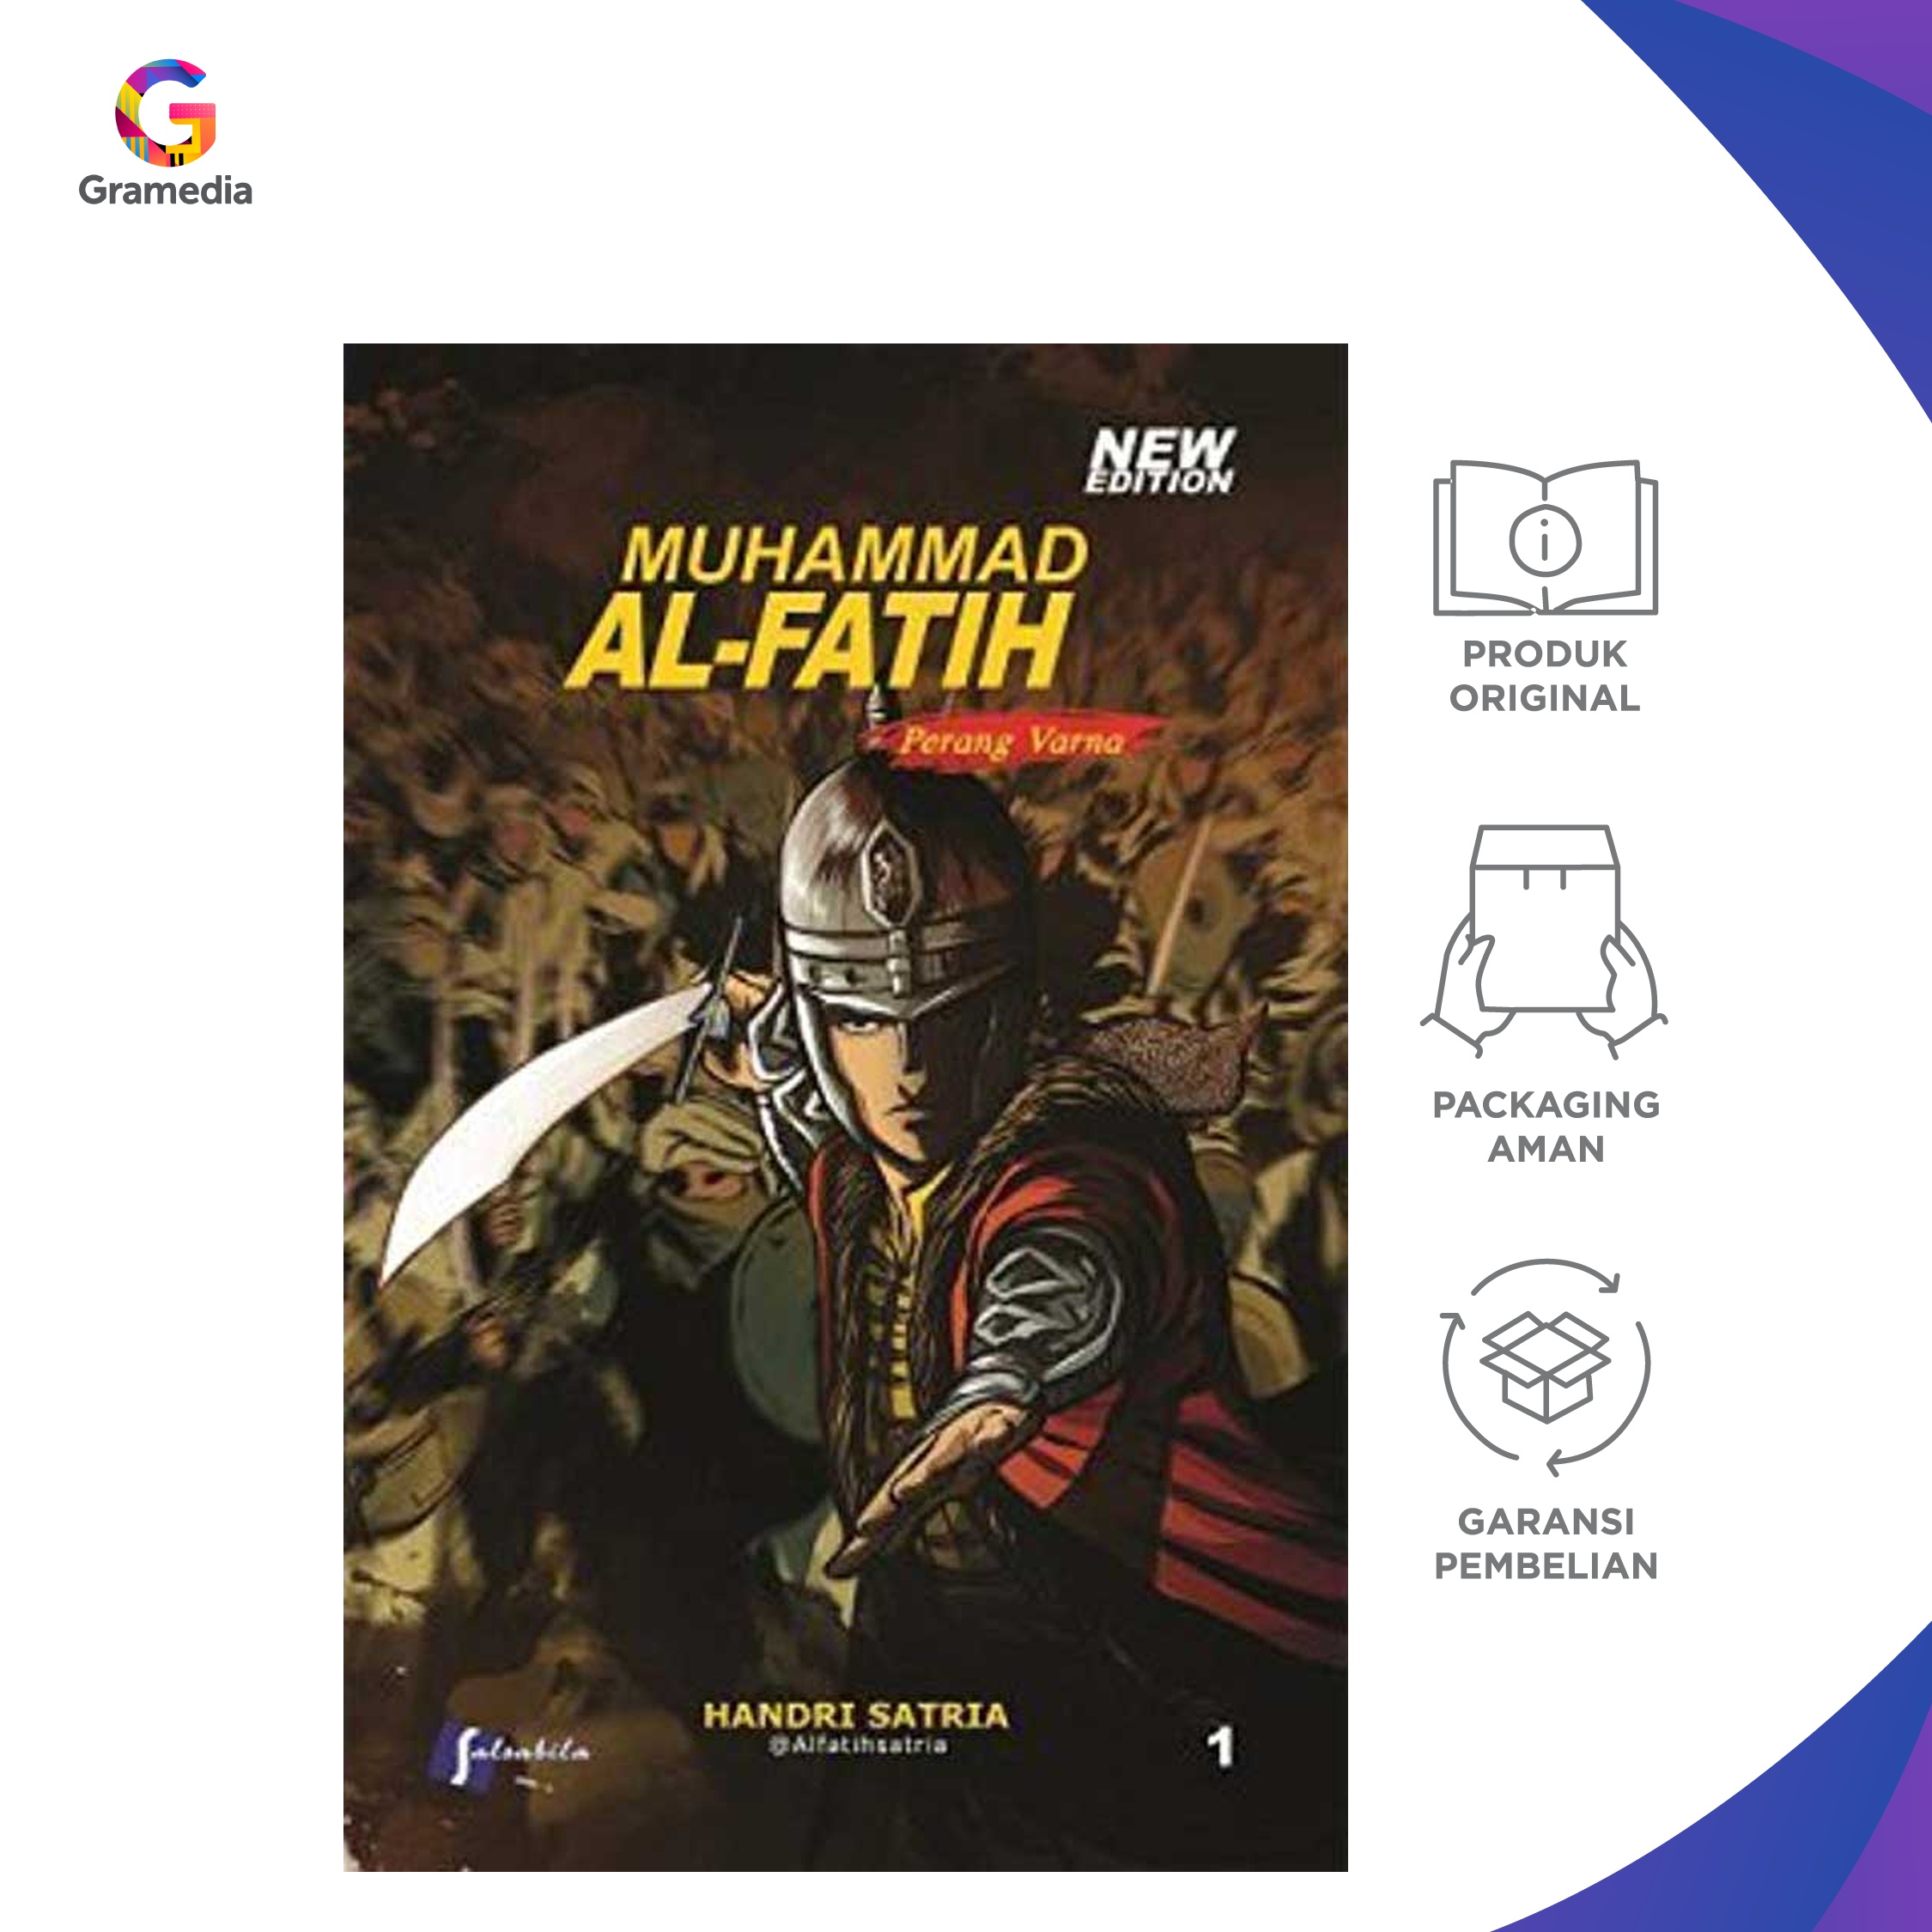 Gramedia
NEW
EDITION
MUHAMMAD
AL-FATIH
Perang Varna
HANDRI SATRIA
@Alfatihsatria
Salsabila
1
PRODUK
ORIGINAL
PACKAGING
AMAN
GARANSI
PEMBELIAN